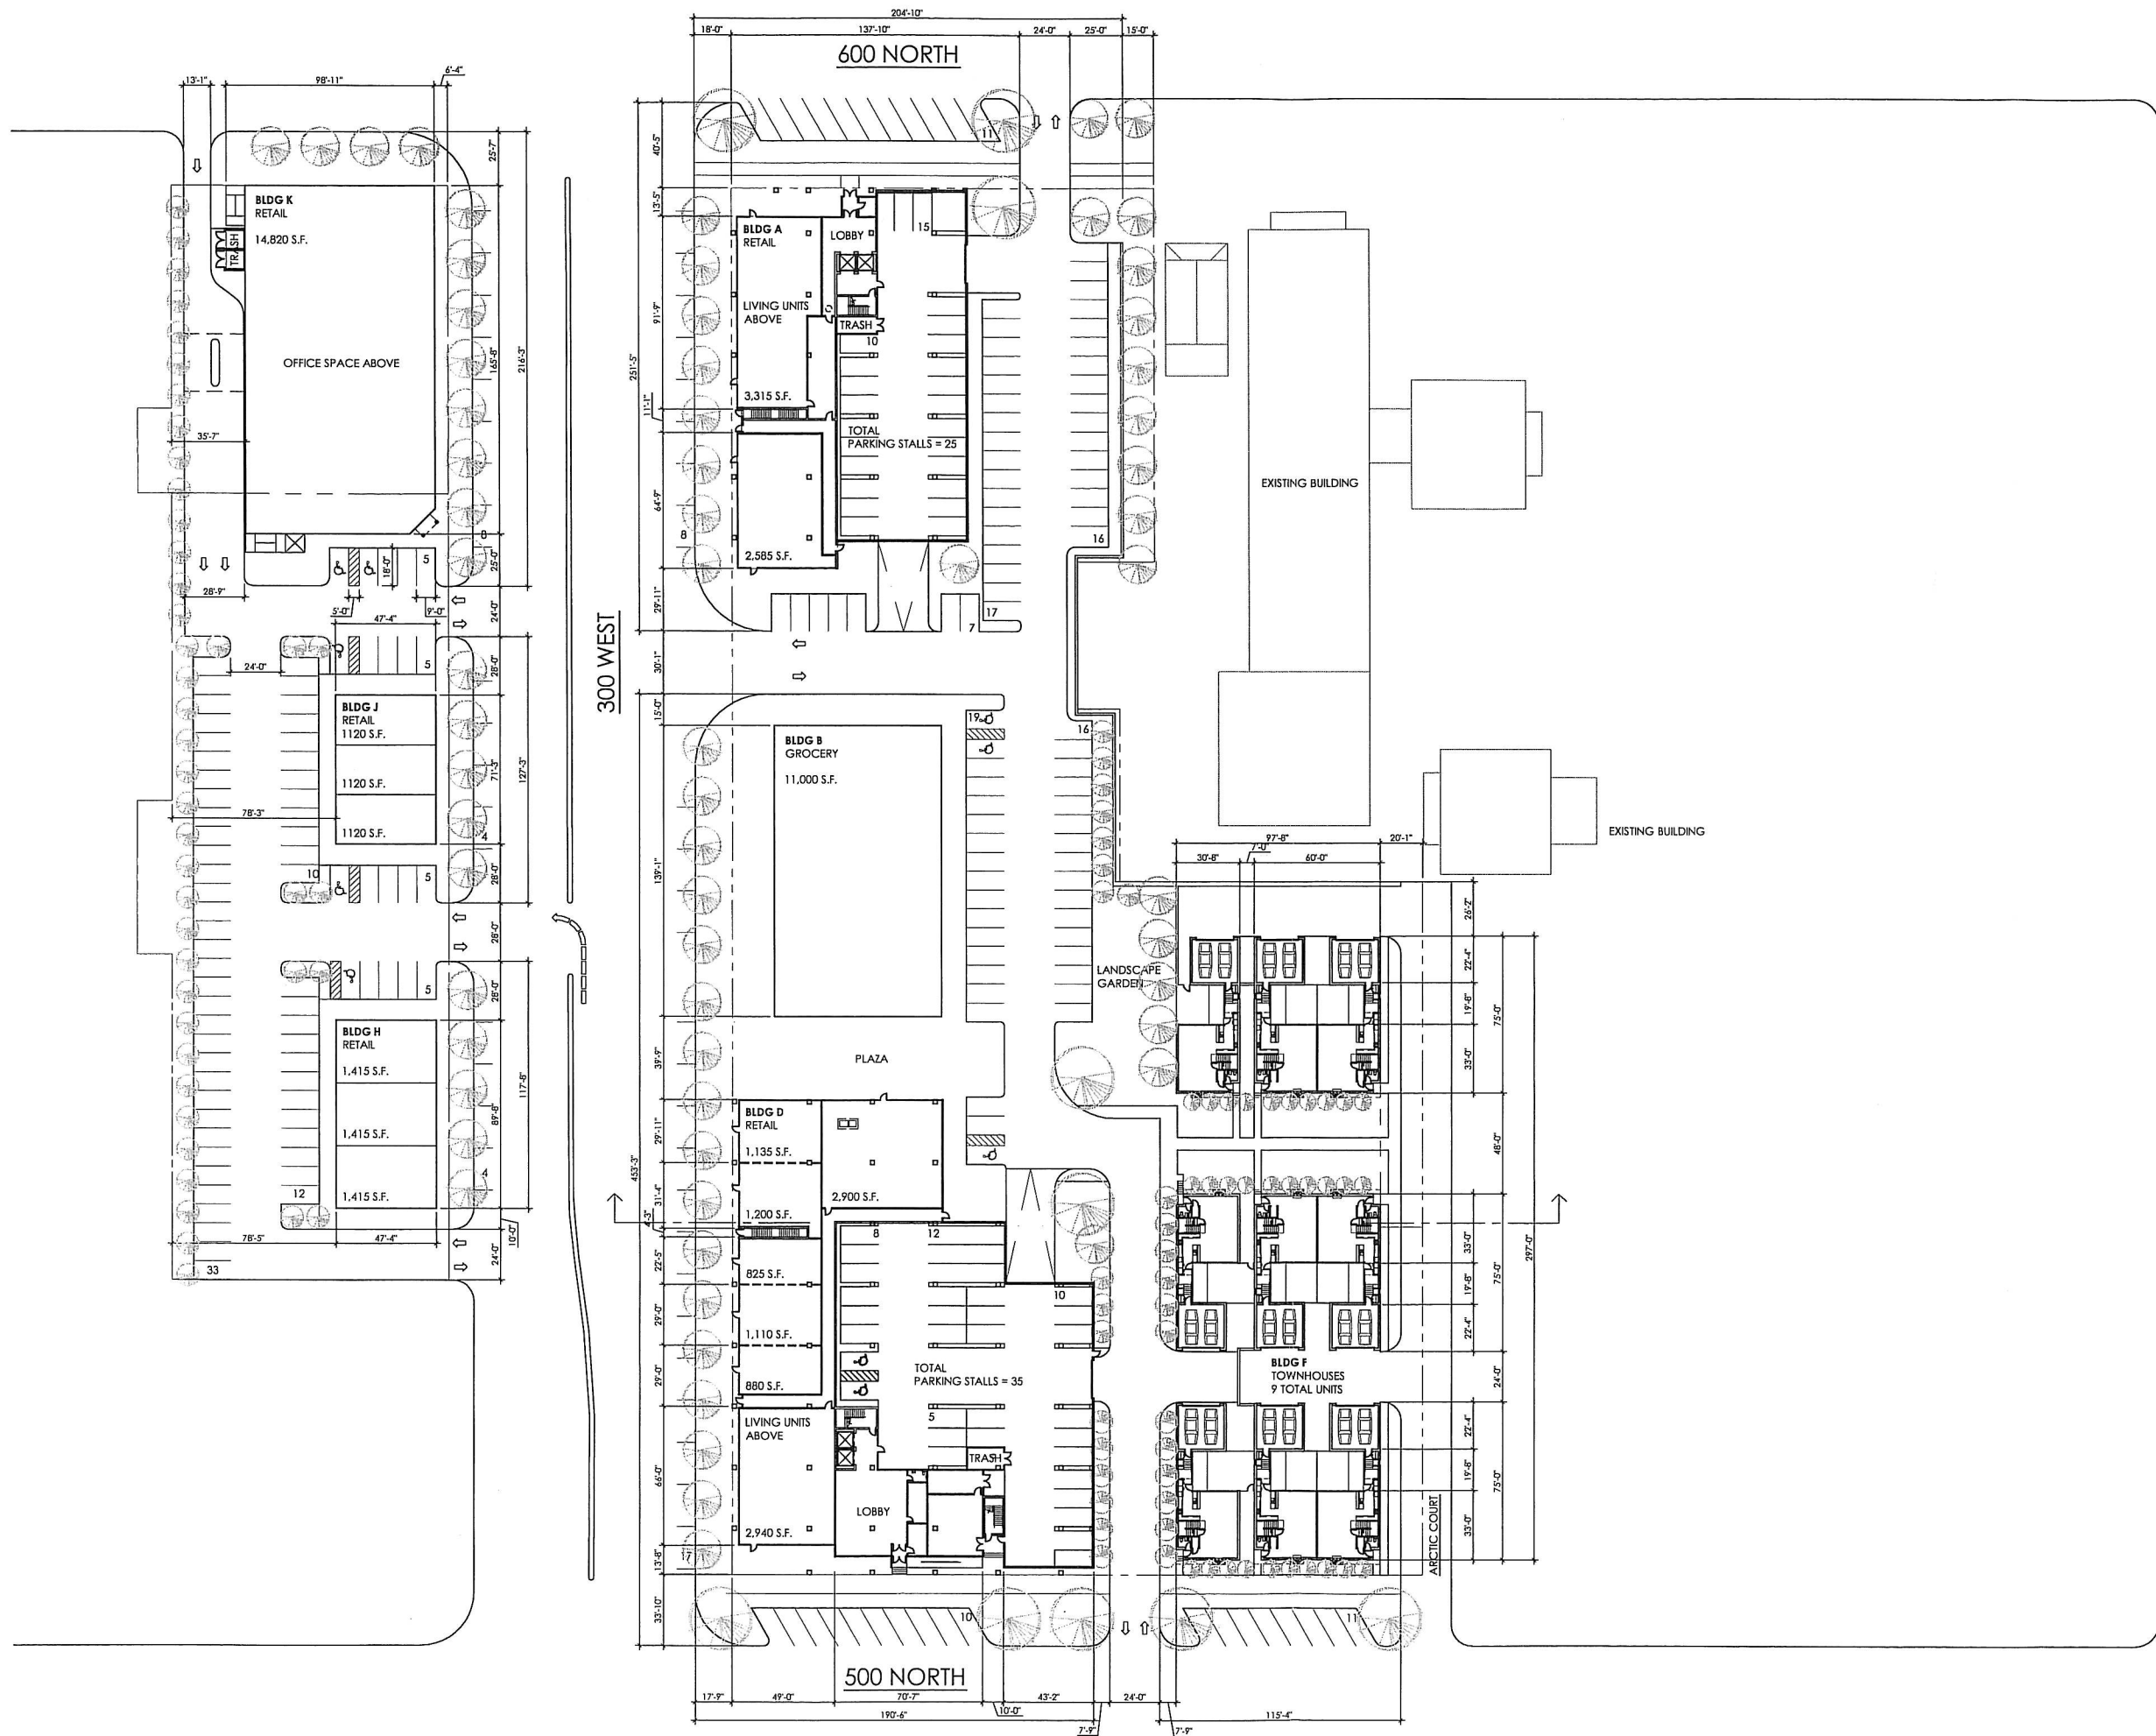 204'-10"
18'-0"
137'-10"
24'-0"
25'-0"
15'-0"
600 NORTH
13'-1"
98'-11"
6'-4"
25'-7"
40'-5"
11
BLDG K
RETAIL
14,820 S.F.
TRASH
OFFICE SPACE ABOVE
35'-7"
165'-8"
216'-3"
8
25'-0"
28'-9"
5'-0"
18'-0"
9'-0"
5
24'-0"
47'-4"
24'-0"
5
28'-0"
BLDG J
RETAIL
1120 S.F.
1120 S.F.
1120 S.F.
78'-3"
71'-3"
127'-3"
4
10
5
28'-0"
28'-0"
5
28'-0"
BLDG H
RETAIL
1,415 S.F.
1,415 S.F.
1,415 S.F.
89'-8"
117'-8"
4
12
78'-5"
47'-4"
10'-0"
24'-0"
33
300 WEST
13'-5"
BLDG A
RETAIL
LOBBY
15
LIVING UNITS
ABOVE
TRASH
10
91'-9"
251'-5"
3,315 S.F.
11'-1"
TOTAL
PARKING STALLS = 25
64'-9"
8
2,585 S.F.
16
29'-11"
7
17
30'-1"
15'-0"
19
16
BLDG B
GROCERY
11,000 S.F.
139'-1"
EXISTING BUILDING
EXISTING BUILDING
97'-8"
20'-1"
30'-8"
7'-0"
60'-0"
26'-2"
LANDSCAPE
GARDEN
22'-4"
19'-8"
75'-0"
33'-0"
PLAZA
39'-9"
BLDG D
RETAIL
1,135 S.F.
29'-11"
453'-3"
48'-0"
1,200 S.F.
2,900 S.F.
31'-4"
4'-3"
8
12
825 S.F.
22'-5"
10
1,110 S.F.
29'-0"
880 S.F.
29'-0"
TOTAL
PARKING STALLS = 35
5
33'-0"
19'-8"
75'-0"
22'-4"
297'-0"
BLDG F
TOWNHOUSES
9 TOTAL UNITS
24'-0"
LIVING UNITS
ABOVE
TRASH
LOBBY
66'-0"
2,940 S.F.
17
13'-8"
22'-4"
19'-8"
75'-0"
33'-0"
ARCTIC COURT
33'-10"
10
11
500 NORTH
17'-9"
49'-0"
70'-7"
10'-0"
43'-2"
24'-0"
190'-6"
7'-9"
7'-9"
115'-4"